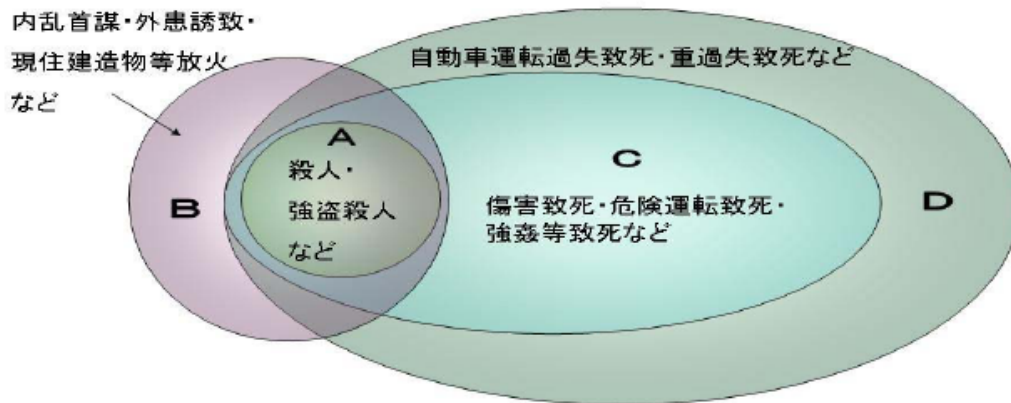 内乱首謀・外患誘致・
現住建造物等放火
など
自動車運転過失致死・重過失致死など
A
殺人・
強盗殺人
など
B
C
傷害致死・危険運転致死・
強姦等致死など
D